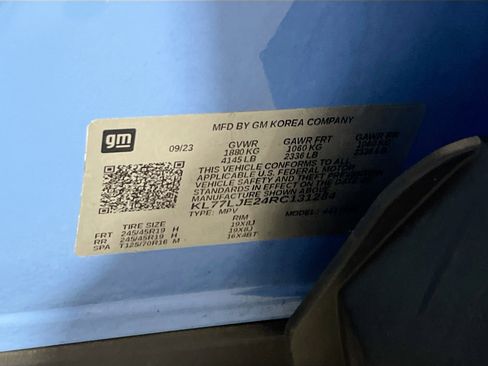 gm
MFD BY GM KOREA COMPANY
09/23 GVWR GAWR FRT GAWR RR
1880 KG 1060 KG
4145 LB 2336 LB
THIS VEHICLE CONFORMS TO ALL
APPLICABLE U.S. FEDERAL MOTOR
VEHICLE SAFETY AND THEFT PREVENTION
STANDARDS IN EFFECT ON THE DATE OF
MANUFACTURE SHOWN ABOVE.
KL77LJE24RC131284
TYPE: MPV MODEL:
TIRE SIZE RIM
FRT 245/45R19 H 19X8J
RR 245/45R19 H 19X8J
SPA T125/70R16 M 16X4BT